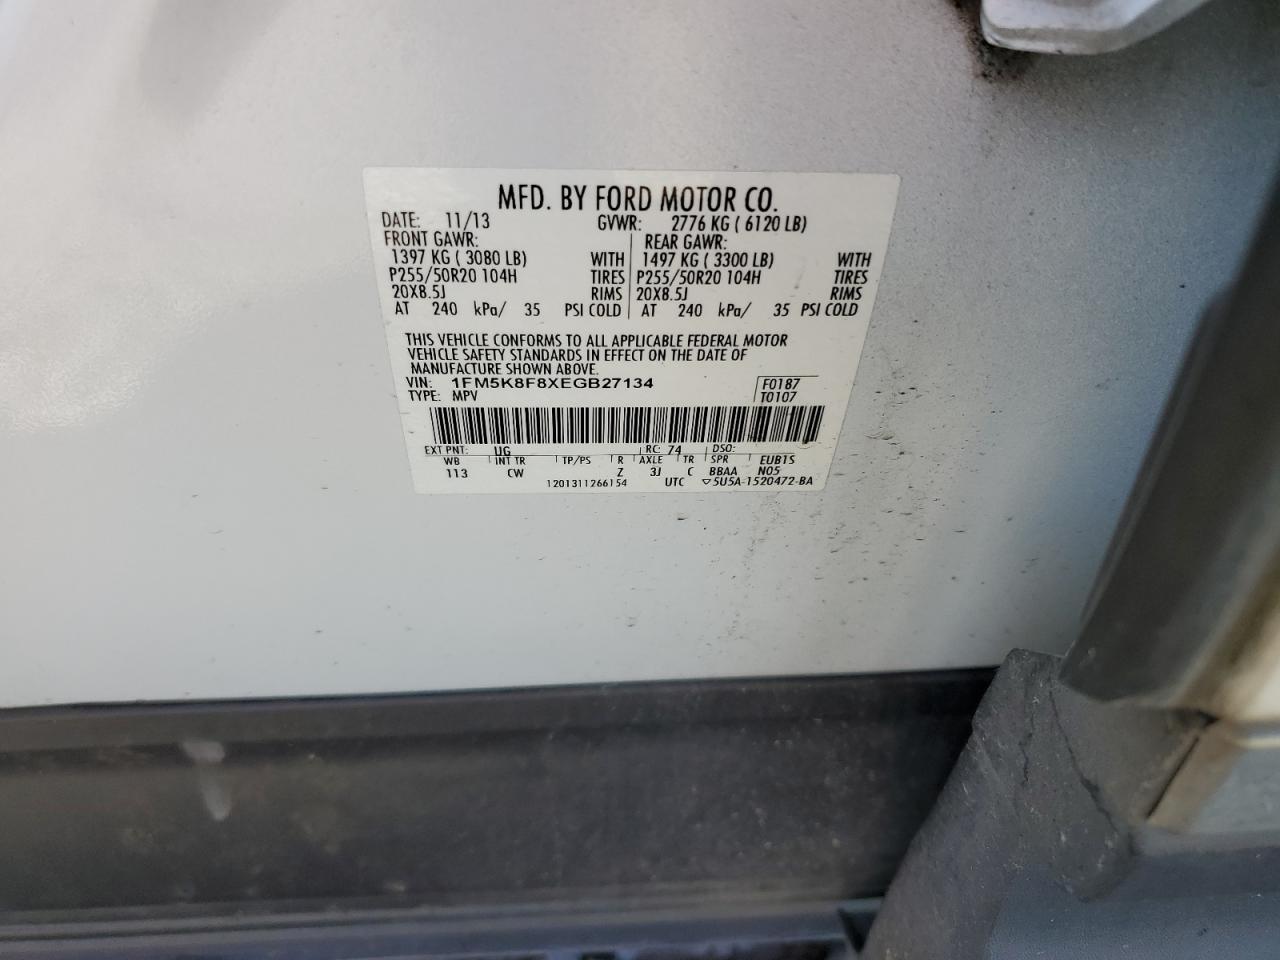 MFD. BY FORD MOTOR CO.
DATE: 11/13 GVWR: 2776 KG ( 6120 LB)
FRONT GAWR: REAR GAWR:
1397 KG ( 3080 LB) WITH 1497 KG ( 3300 LB) WITH
P255/50R20 104H TIRES P255/50R20 104H TIRES
20X8.5J RIMS 20X8.5J RIMS
AT 240 kPa/ 35 PSI COLD AT 240 kPa/ 35 PSI COLD
THIS VEHICLE CONFORMS TO ALL APPLICABLE FEDERAL MOTOR
VEHICLE SAFETY STANDARDS IN EFFECT ON THE DATE OF
MANUFACTURE SHOWN ABOVE.
VIN: 1FM5K8F8XEGB27134 F0187
TYPE: MPV T0107
EXT PNT: UG RC: 74 DSO:
WB INT TR TP/PS R AXLE TR SPR EUB1S
113 CW Z 3J C BBAA N05
1201311266154 UTC ▽5U5A-1520472-BA